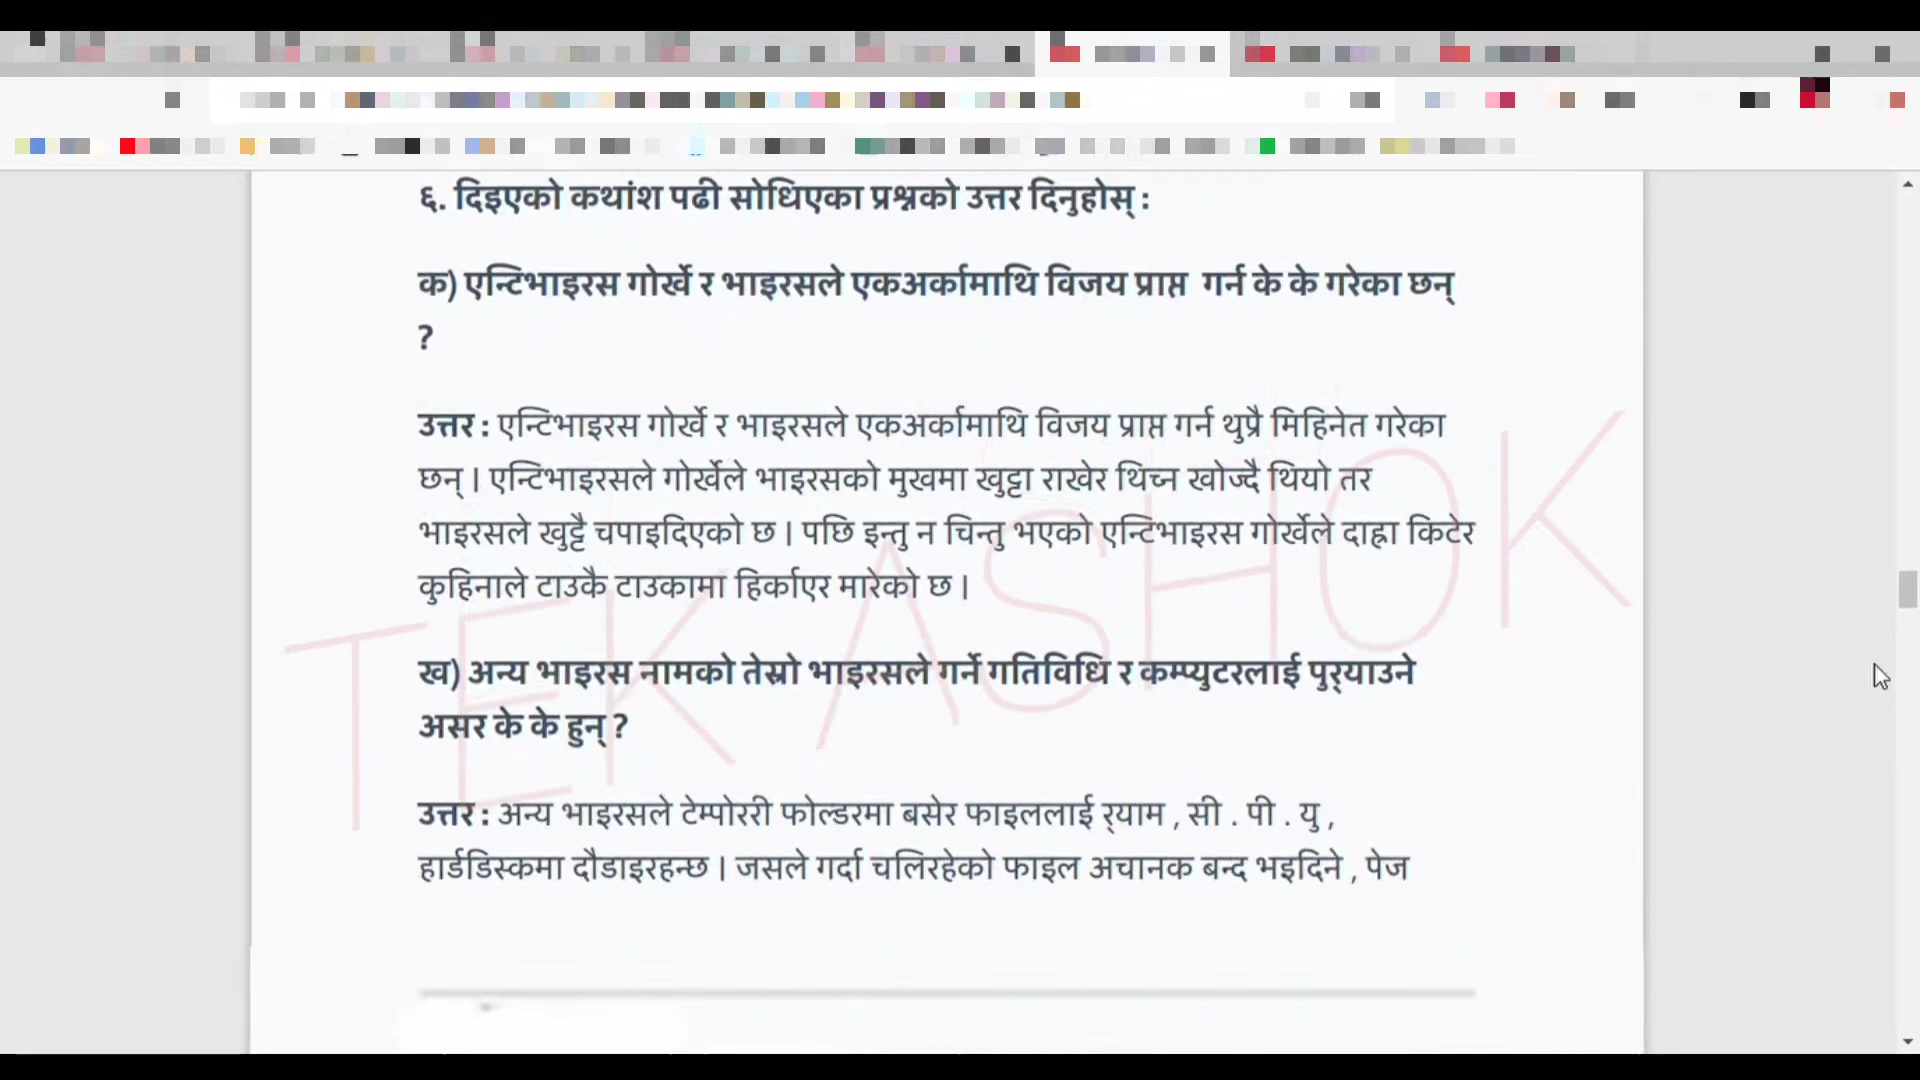 ६. दिइएको कथांश पढी सोधिएका प्रश्नको उत्तर दिनुहोस् :
क) एन्टिभाइरस गोर्खे र भाइरसले एकअर्कामाथि विजय प्राप्त गर्न के के गरेका छन्
?
उत्तर : एन्टिभाइरस गोर्खे र भाइरसले एकअर्कामाथि विजय प्राप्त गर्न थुप्रै मिहिनेत गरेका
छन् । एन्टिभाइरसले गोर्खेले भाइरसको मुखमा खुट्टा राखेर थिच्न खोज्दै थियो तर
भाइरसले खुट्टै चपाइदिएको छ । पछि इन्तु न चिन्तु भएको एन्टिभाइरस गोर्खेले दाह्रा किटेर
कुहिनाले टाउकै टाउकामा हिर्काएर मारेको छ ।
TEK ASHOK
ख) अन्य भाइरस नामको तेस्रो भाइरसले गर्ने गतिविधि र कम्प्युटरलाई पुर्‍याउने
असर के के हुन् ?
उत्तर : अन्य भाइरसले टेम्पोररी फोल्डरमा बसेर फाइललाई र्‍याम , सी . पी . यु ,
हार्डडिस्कमा दौडाइरहन्छ । जसले गर्दा चलिरहेको फाइल अचानक बन्द भइदिने , पेज